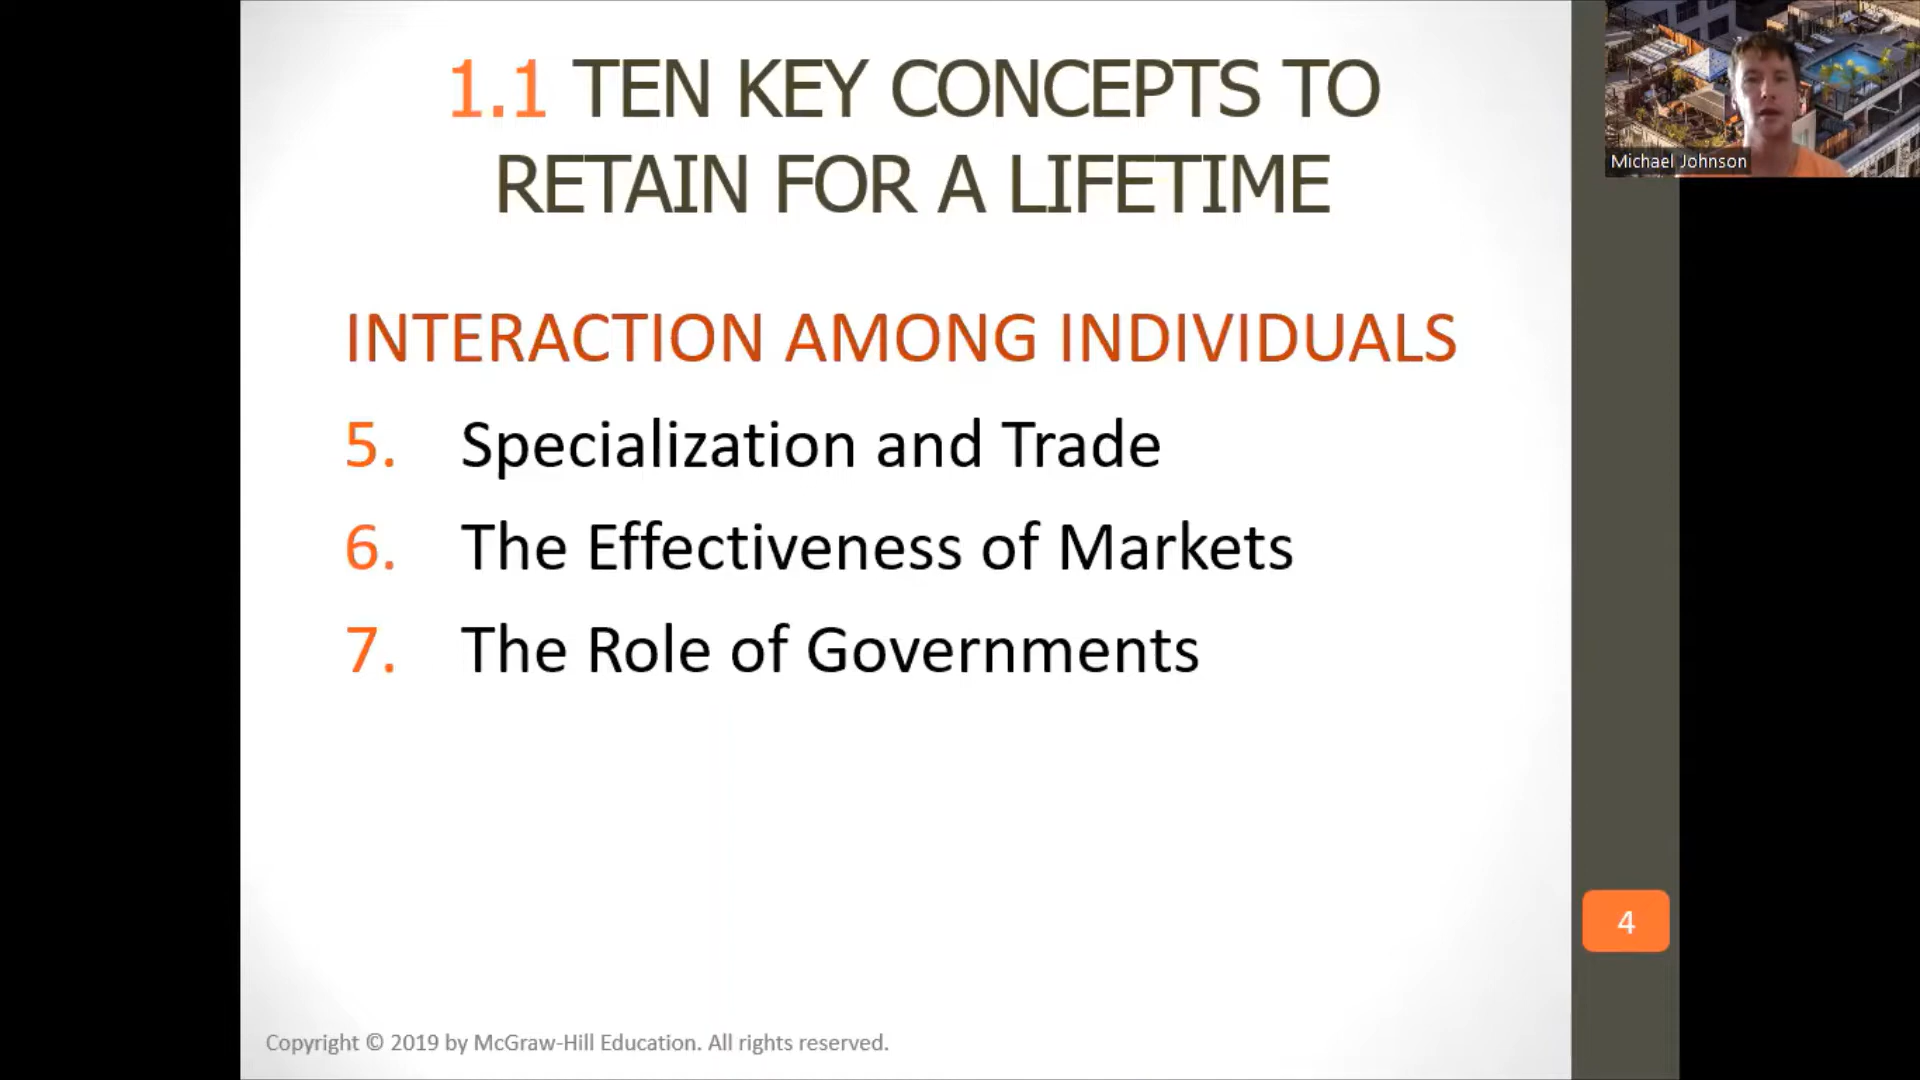 1.1 TEN KEY CONCEPTS TO
RETAIN FOR A LIFETIME
Michael Johnson
INTERACTION AMONG INDIVIDUALS
5. Specialization and Trade
6. The Effectiveness of Markets
7. The Role of Governments
4
Copyright © 2019 by McGraw-Hill Education. All rights reserved.